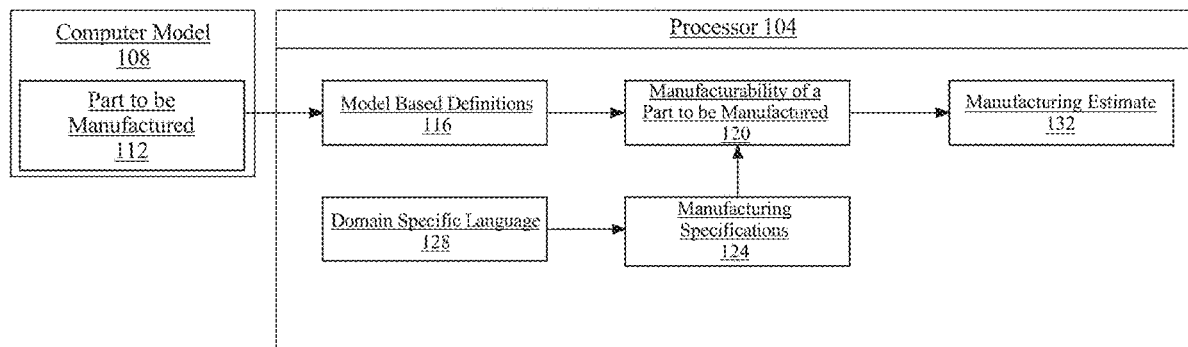 Computer Model
108
Part to be
Manufactured
112
Processor 104
Model Based Definitions
116
Manufacturability of a
Part to be Manufactured
120
Manufacturing Estimate
132
Domain Specific Language
128
Manufacturing
Specifications
124